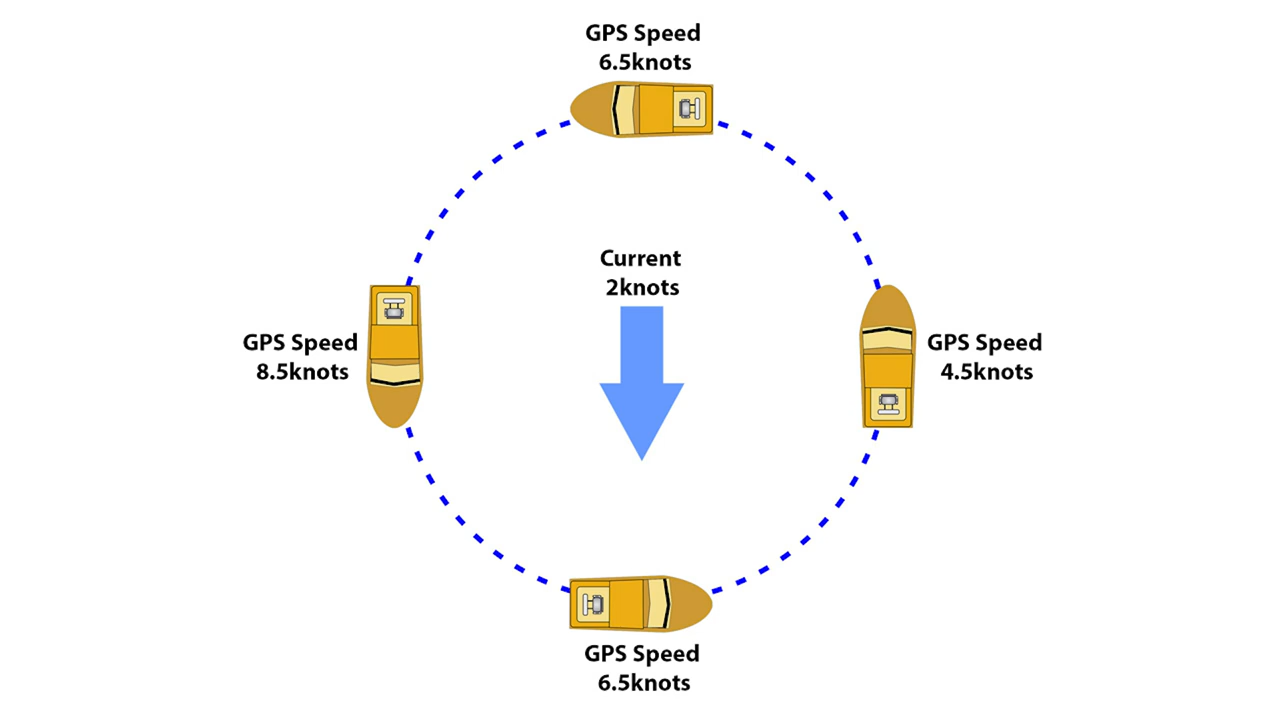 GPS Speed
6.5knots
Current
2knots
GPS Speed
8.5knots
GPS Speed
4.5knots
GPS Speed
6.5knots